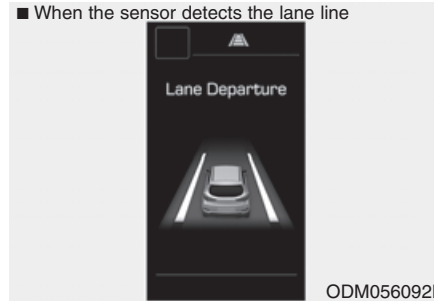 ■ When the sensor detects the lane line
Lane Departure
ODM056092L